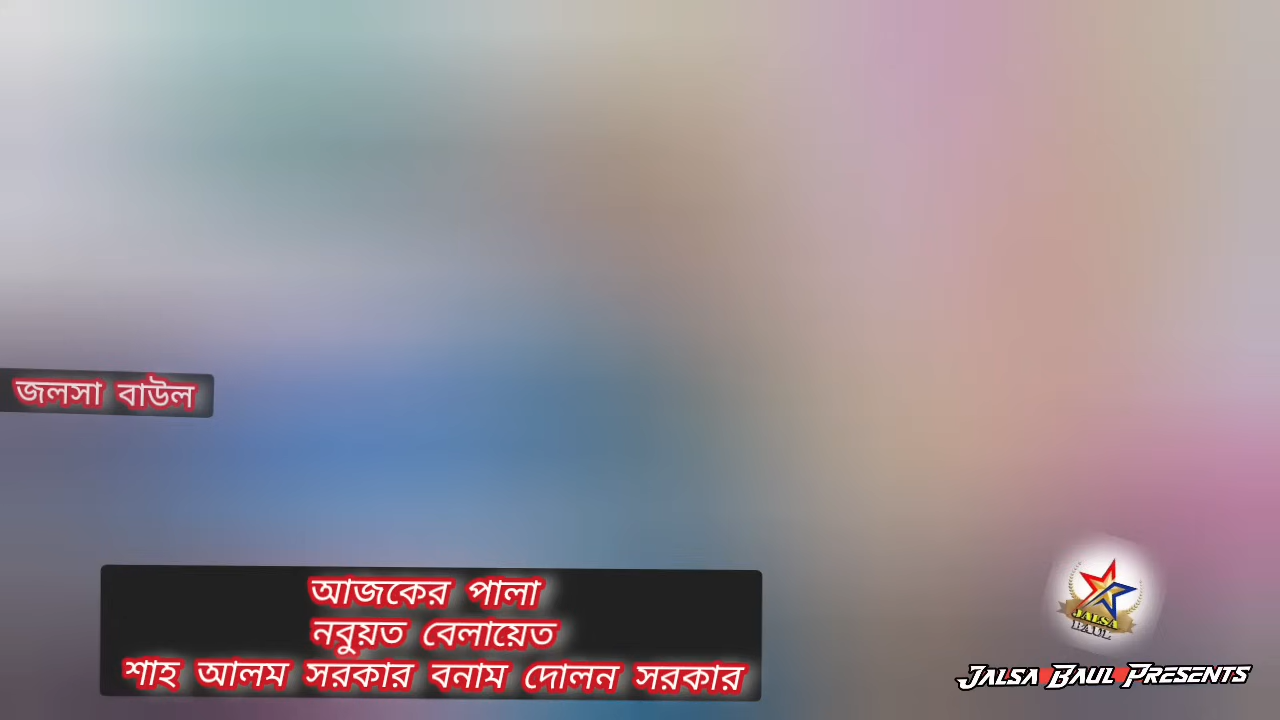 জলসা বাউল
আজকের পালা
নবুয়ত বেলায়েত
শাহ আলম সরকার বনাম দোলন সরকার
JALSA
BAUL
JALSA BAUL PRESENTS